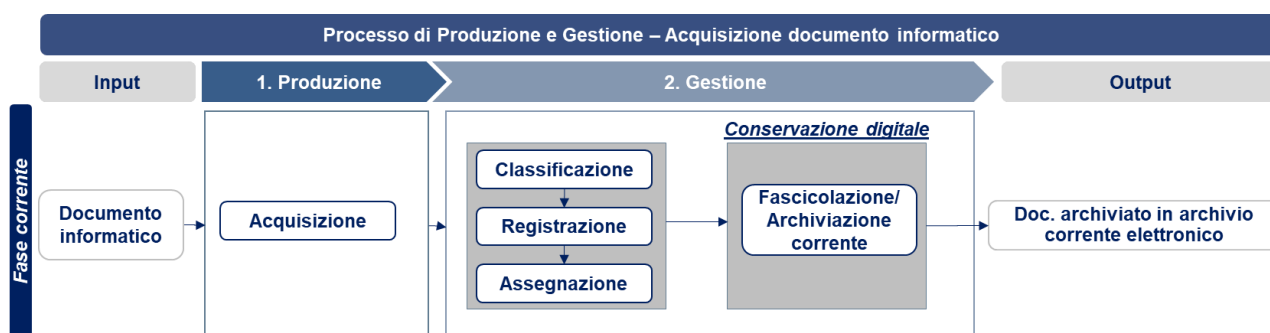 Processo di Produzione e Gestione – Acquisizione documento informatico
Input
1. Produzione
2. Gestione
Output
Fase corrente
Documento
informatico
Acquisizione
Classificazione
Registrazione
Assegnazione
Conservazione digitale
Fascicolazione/
Archiviazione
corrente
Doc. archiviato in archivio
corrente elettronico